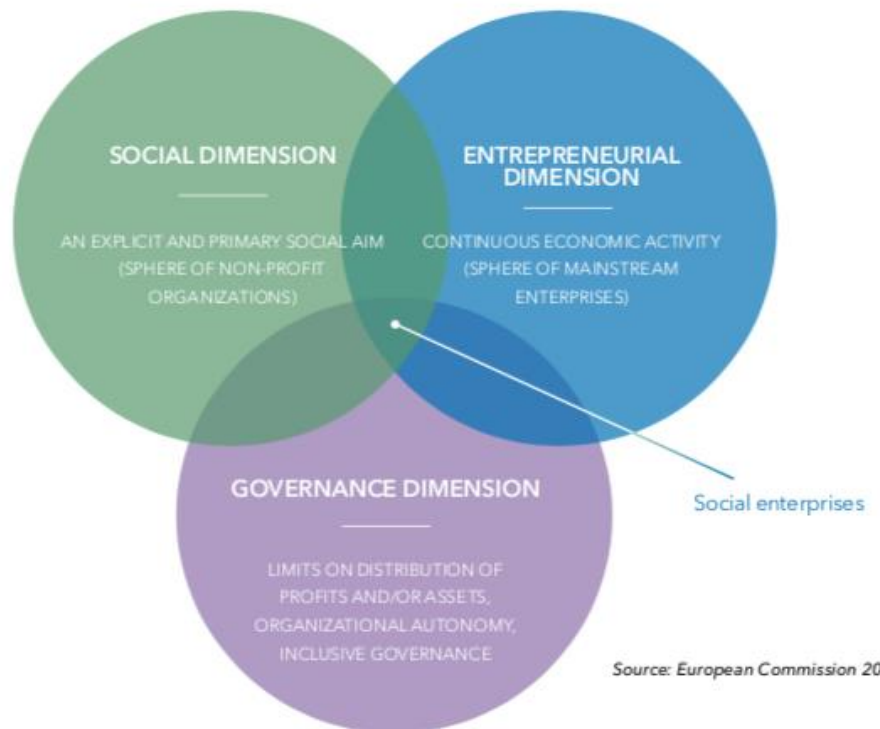 SOCIAL DIMENSION
AN EXPLICIT AND PRIMARY SOCIAL AIM
(SPHERE OF NON-PROFIT
ORGANIZATIONS)
ENTREPRENEURIAL
DIMENSION
CONTINUOUS ECONOMIC ACTIVITY
(SPHERE OF MAINSTREAM
ENTERPRISES)
GOVERNANCE DIMENSION
LIMITS ON DISTRIBUTION OF
PROFITS AND/OR ASSETS,
ORGANIZATIONAL AUTONOMY,
INCLUSIVE GOVERNANCE
Social enterprises
Source: European Commission 20